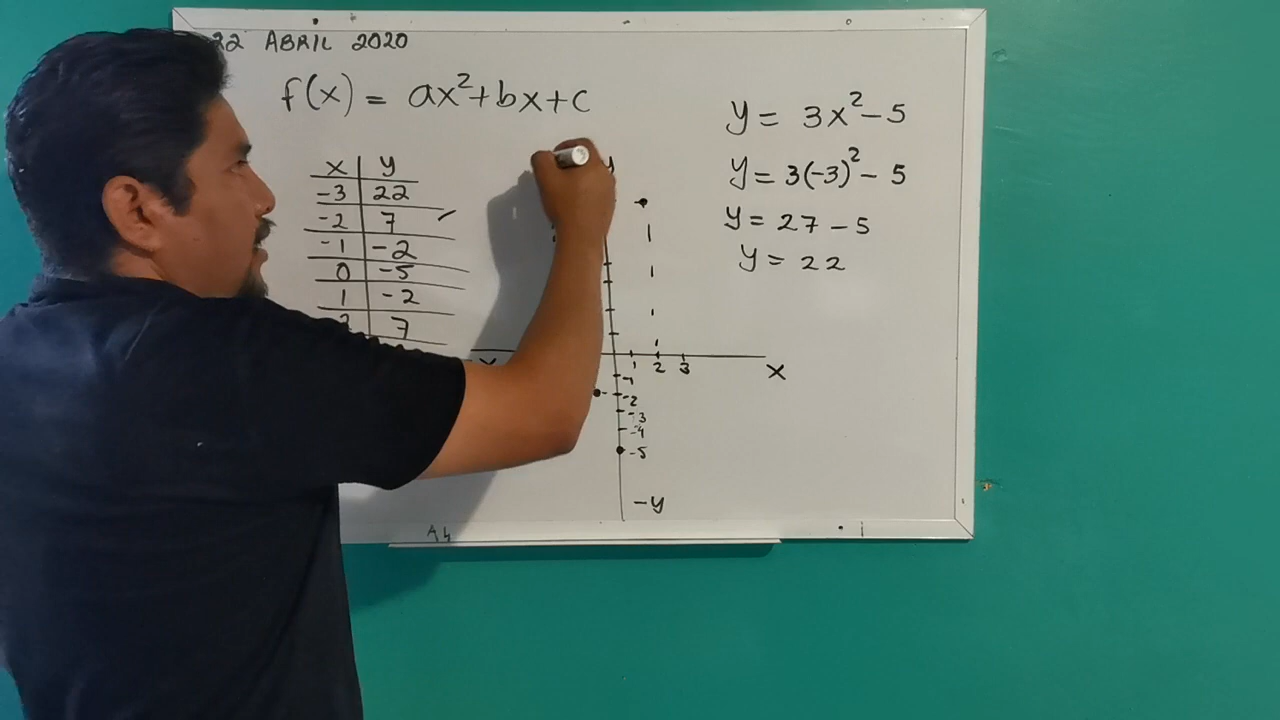 22 ABRIL 2020
f(x) = ax²+bx+c
x | y
-3 | 22
-2 | 7
-1 | -2
0 | -5
1 | -2
2 | 7
y = 3x²-5
y = 3(-3)² - 5
y = 27 - 5
y = 22
y
1 2 3
x
-1
-2
-3
-4
-5
-y